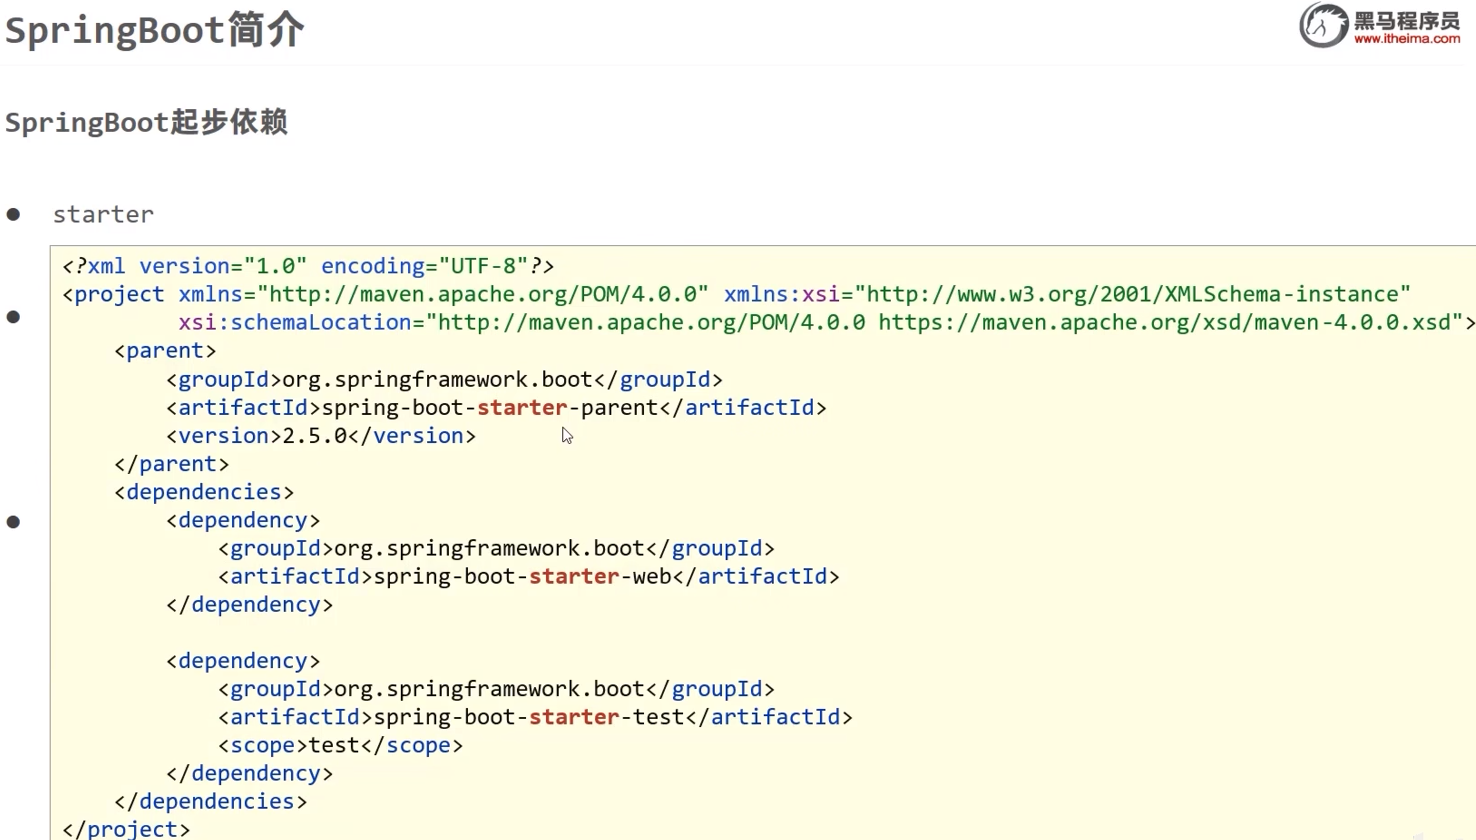 SpringBoot简介
黑马程序员
www.itheima.com
SpringBoot起步依赖
● starter
<?xml version="1.0" encoding="UTF-8"?>
<project xmlns="http://maven.apache.org/POM/4.0.0" xmlns:xsi="http://www.w3.org/2001/XMLSchema-instance"
         xsi:schemaLocation="http://maven.apache.org/POM/4.0.0 https://maven.apache.org/xsd/maven-4.0.0.xsd">
    <parent>
        <groupId>org.springframework.boot</groupId>
        <artifactId>spring-boot-starter-parent</artifactId>
        <version>2.5.0</version>
    </parent>
    <dependencies>
        <dependency>
            <groupId>org.springframework.boot</groupId>
            <artifactId>spring-boot-starter-web</artifactId>
        </dependency>

        <dependency>
            <groupId>org.springframework.boot</groupId>
            <artifactId>spring-boot-starter-test</artifactId>
            <scope>test</scope>
        </dependency>
    </dependencies>
</project>